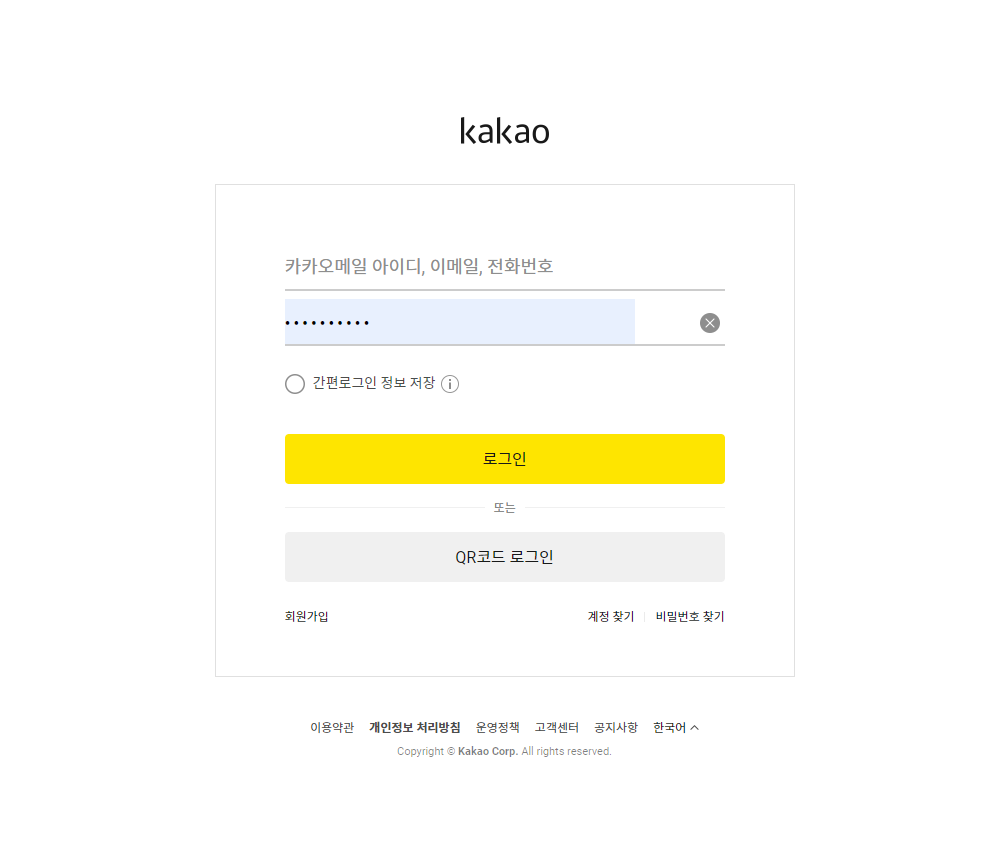 kakao
카카오메일 아이디, 이메일, 전화번호
••••••••••
간편로그인 정보 저장
로그인
또는
QR코드 로그인
회원가입 계정 찾기 비밀번호 찾기
이용약관 개인정보 처리방침 운영정책 고객센터 공지사항 한국어
Copyright © Kakao Corp. All rights reserved.